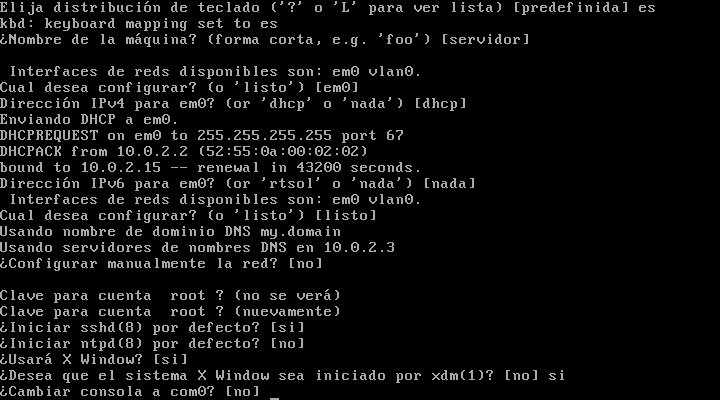 Elija distribución de teclado ('?' o 'L' para ver lista) [predefinida] es
kbd: keyboard mapping set to es
¿Nombre de la máquina? (forma corta, e.g. 'foo') [servidor]
Interfaces de reds disponibles son: em0 vlan0.
Cual desea configurar? (o 'listo') [em0]
Dirección IPv4 para em0? (or 'dhcp' o 'nada') [dhcp]
Enviando DHCP a em0.
DHCPREQUEST on em0 to 255.255.255.255 port 67
DHCPACK from 10.0.2.2 (52:55:0a:00:02:02)
bound to 10.0.2.15 -- renewal in 43200 seconds.
Dirección IPv6 para em0? (or 'rtsol' o 'nada') [nada]
Interfaces de reds disponibles son: em0 vlan0.
Cual desea configurar? (o 'listo') [listo]
Usando nombre de dominio DNS my.domain
Usando servidores de nombres DNS en 10.0.2.3
¿Configurar manualmente la red? [no]
Clave para cuenta  root ? (no se verá)
Clave para cuenta  root ? (nuevamente)
¿Iniciar sshd(8) por defecto? [si]
¿Iniciar ntpd(8) por defecto? [no]
¿Usará X Window? [si]
¿Desea que el sistema X Window sea iniciado por xdm(1)? [no] si
¿Cambiar consola a com0? [no] _